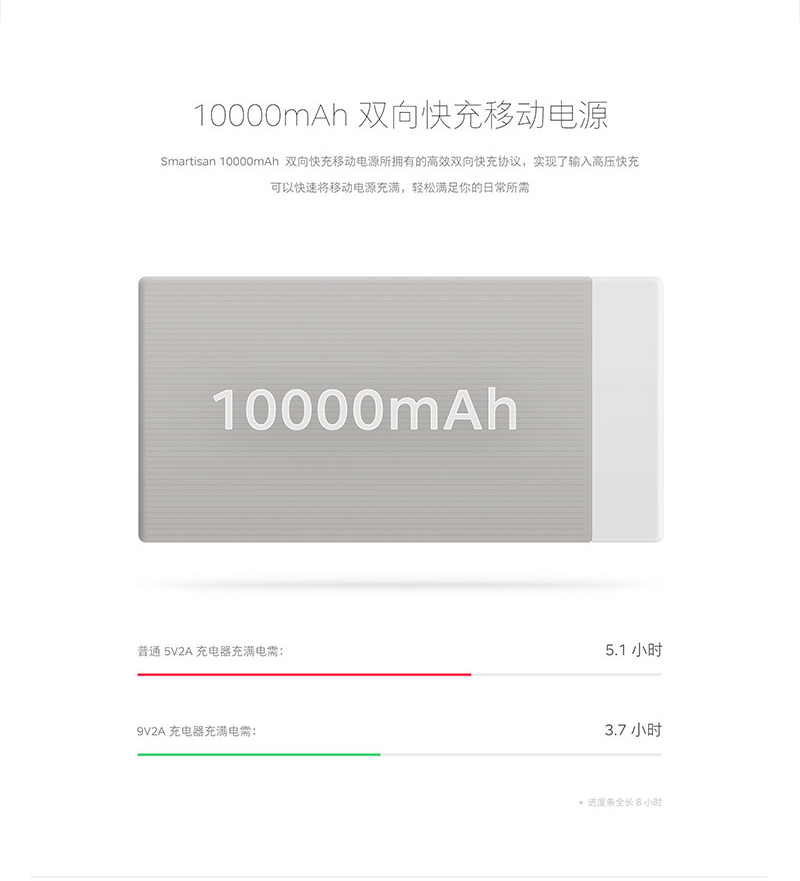 10000mAh 双向快充移动电源
Smartisan 10000mAh 双向快充移动电源所拥有的高效双向快充协议，实现了输入高压快充
可以快速将移动电源充满，轻松满足你的日常所需
10000mAh
普通 5V2A 充电器充满电需：
5.1 小时
9V2A 充电器充满电需：
3.7 小时
* 进度条全长 8 小时